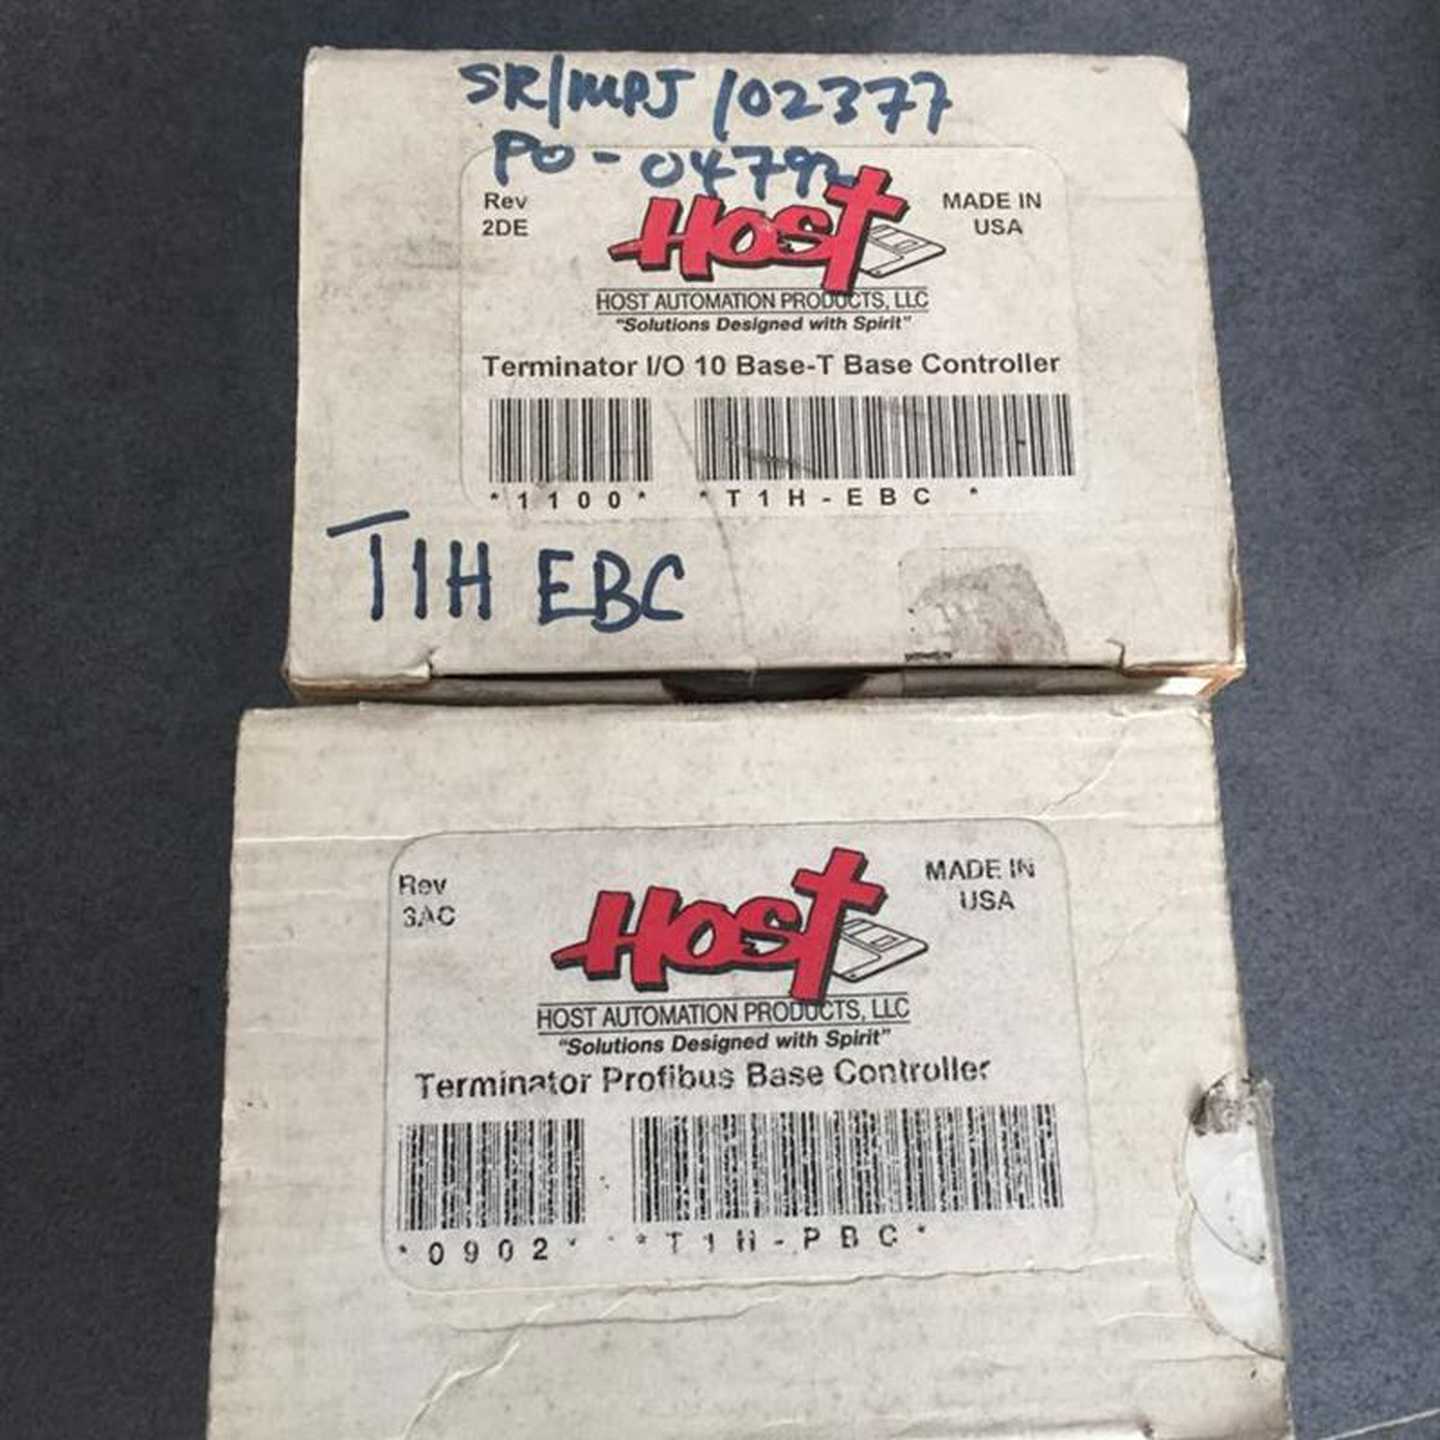 SR/MPJ/02377
PO-04792
Rev
2DE
HOST
MADE IN
USA
HOST AUTOMATION PRODUCTS, LLC
"Solutions Designed with Spirit"
Terminator I/O 10 Base-T Base Controller
*1100* *T1H-EBC *
T1H EBC
Rev
3AC
HOST
MADE IN
USA
HOST AUTOMATION PRODUCTS, LLC
"Solutions Designed with Spirit"
Terminator Profibus Base Controller
*0902* *T1H-PBC*